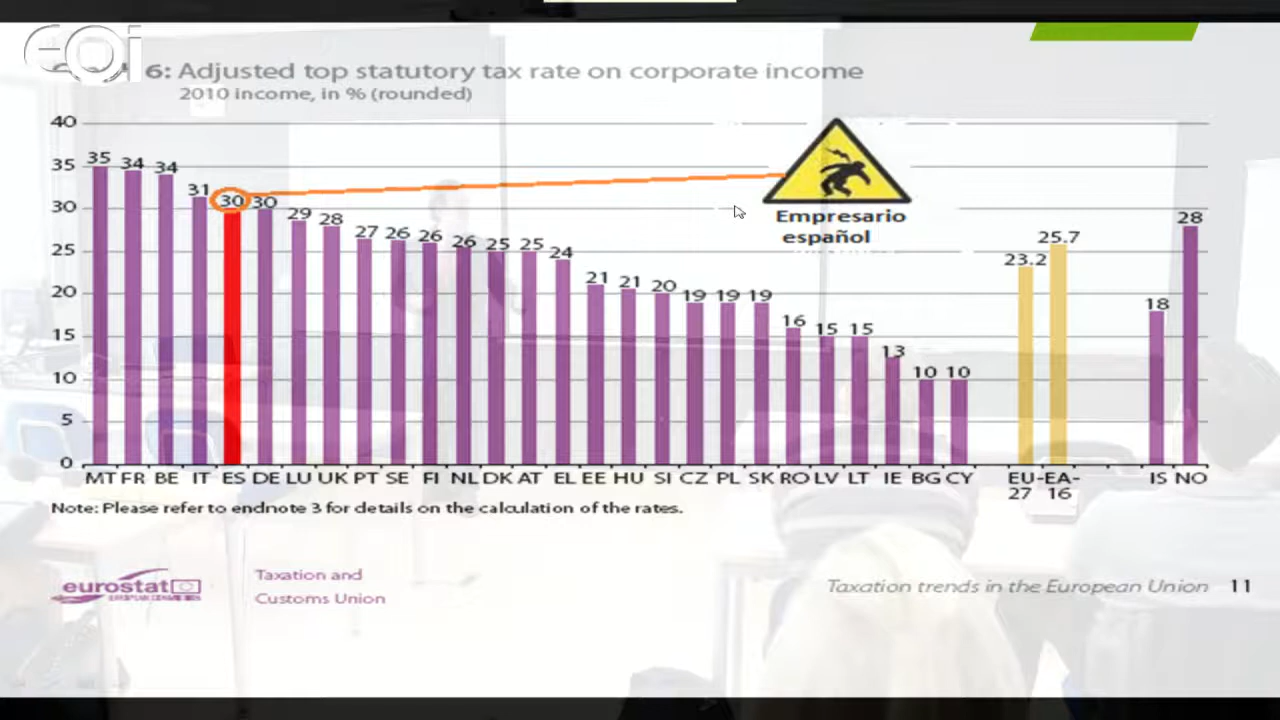 eoi
6: Adjusted top statutory tax rate on corporate income
2010 income, in % (rounded)
40
35
30
25
20
15
10
5
0
35 34 34 31 30 30 29 28 27 26 26 26 25 25 24 21 21 20 19 19 19 16 15 15 13 10 10 23.2 25.7 18 28
Empresario
español
MT FR BE IT ES DE LU UK PT SE FI NL DK AT EL EE HU SI CZ PL SK RO LV LT IE BG CY EU-27 EA-16 IS NO
Note: Please refer to endnote 3 for details on the calculation of the rates.
eurostat
Taxation and
Customs Union
Taxation trends in the European Union 11